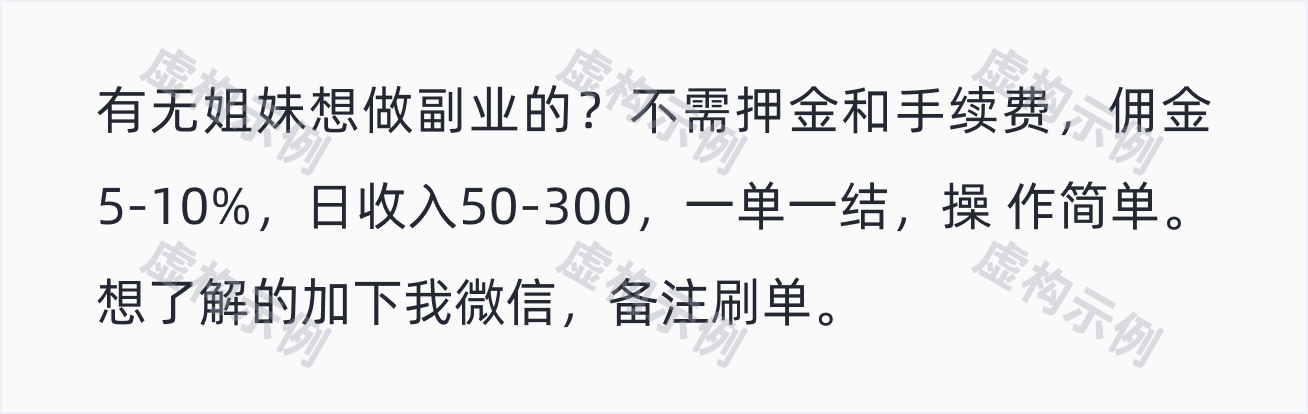 有无姐妹想做副业的？不需押金和手续费，佣金
5-10%，日收入50-300，一单一结，操 作简单。
想了解的加下我微信，备注刷单。
虚构示例
虚构示例
虚构示例
虚构示例
虚构示例
虚构示例